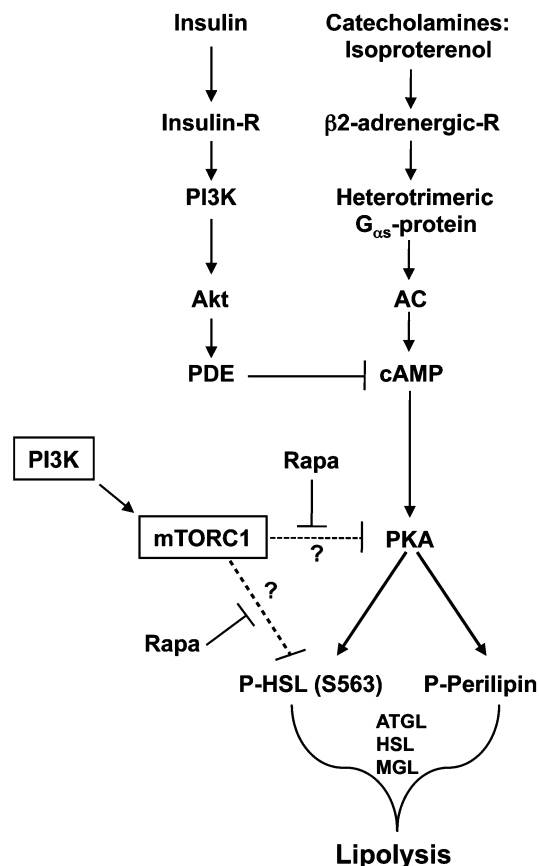 Insulin
Catecholamines:
Isoproterenol
Insulin-R
β2-adrenergic-R
PI3K
Heterotrimeric
Gαs-protein
Akt
AC
PDE
cAMP
PI3K
Rapa
mTORC1
?
PKA
?
Rapa
P-HSL (S563)
P-Perilipin
ATGL
HSL
MGL
Lipolysis